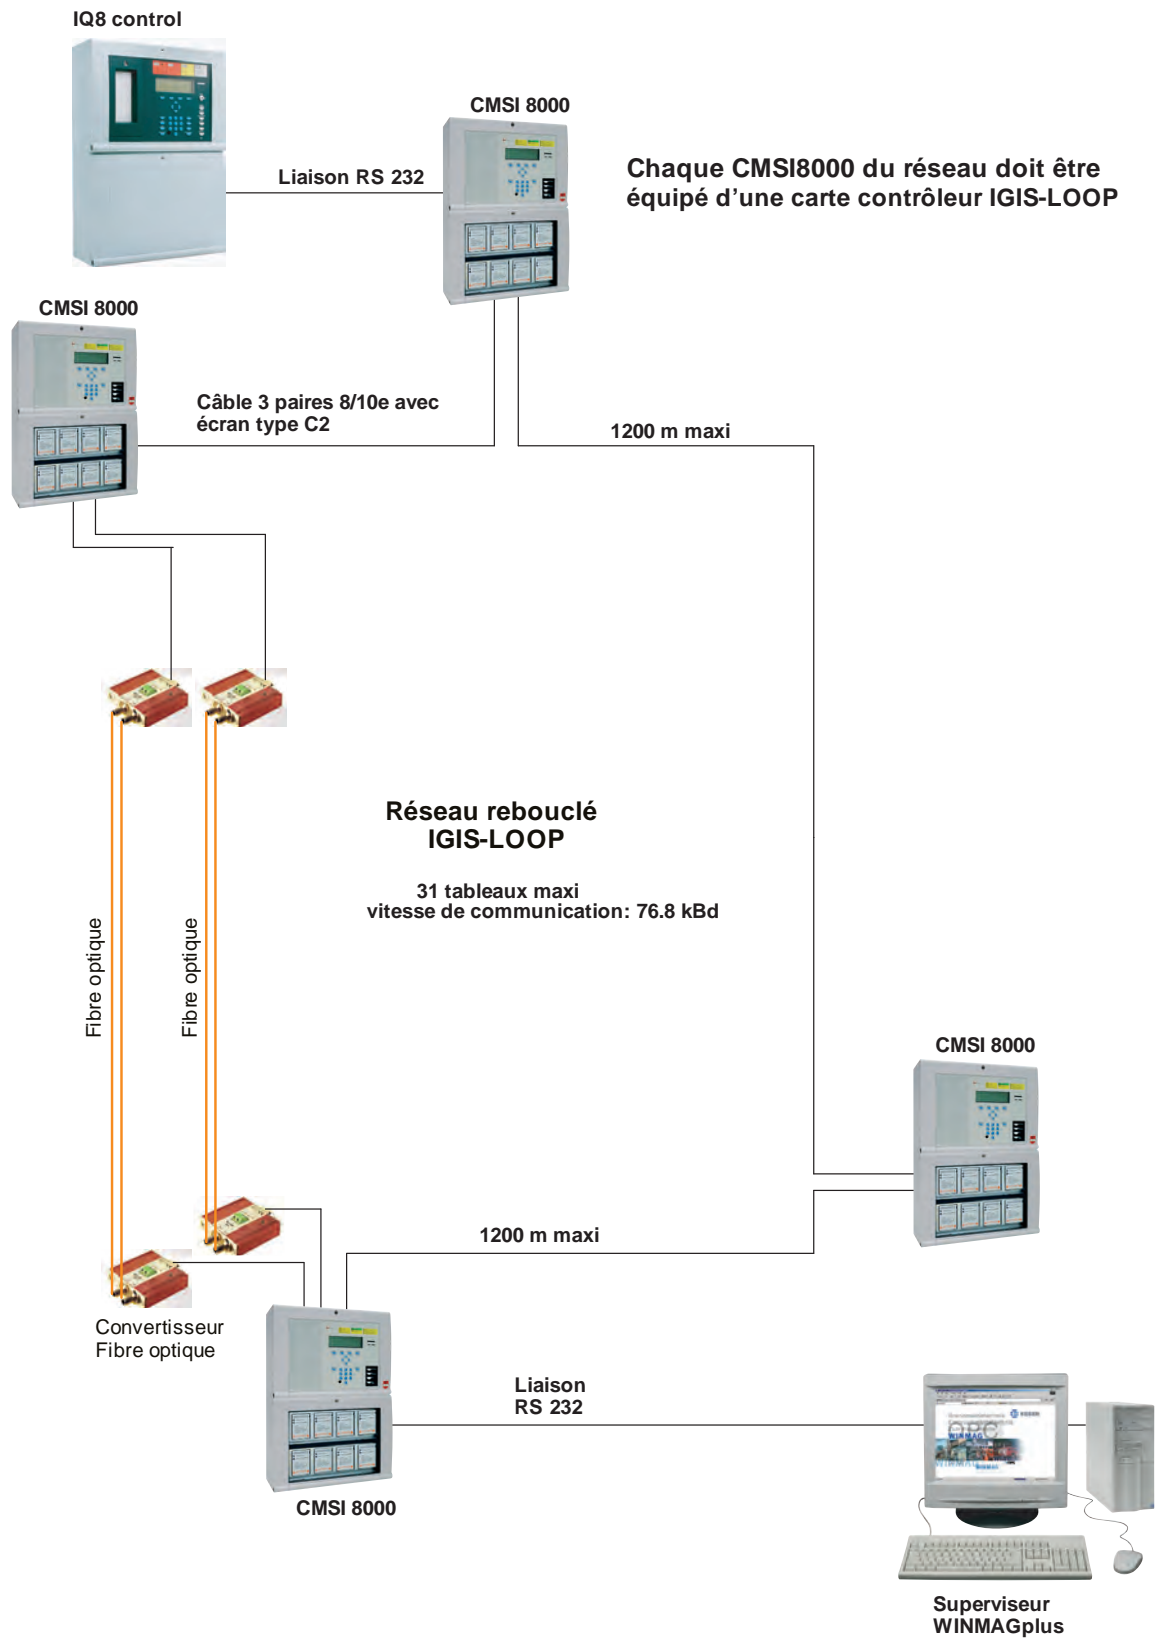 IQ8 control
CMSI 8000
Liaison RS 232
Chaque CMSI8000 du réseau doit être
équipé d'une carte contrôleur IGIS-LOOP
CMSI 8000
Câble 3 paires 8/10e avec
écran type C2
1200 m maxi
Réseau rebouclé
IGIS-LOOP
31 tableaux maxi
vitesse de communication: 76.8 kBd
Fibre optique
Fibre optique
CMSI 8000
1200 m maxi
Convertisseur
Fibre optique
Liaison
RS 232
CMSI 8000
OPC
WINMAG
WINMAG
Superviseur
WINMAGplus